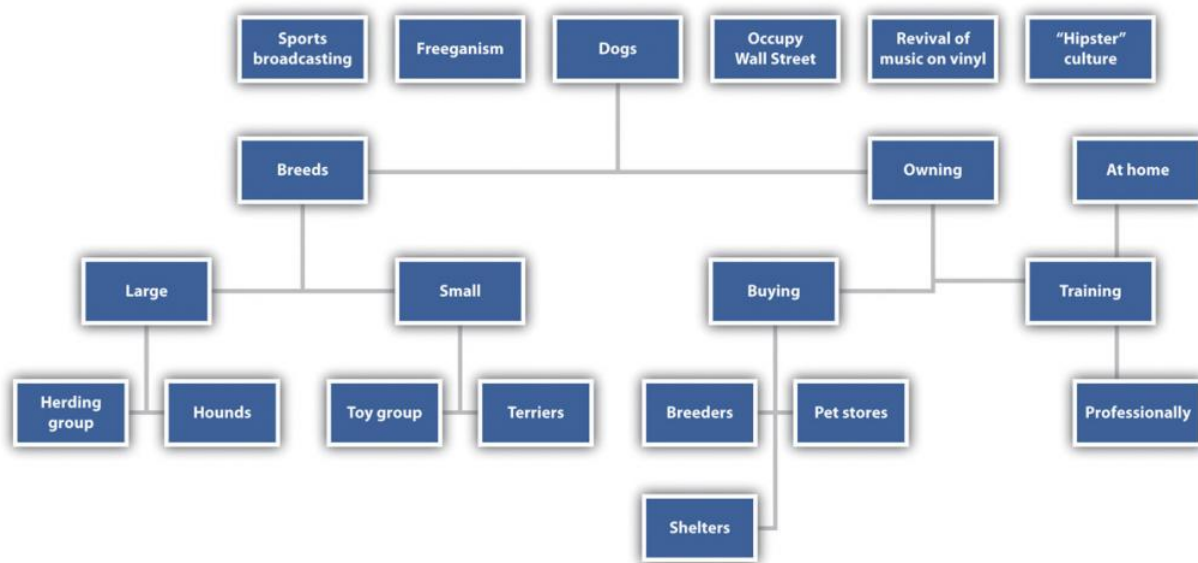 Sports
broadcasting
Freeganism
Dogs
Occupy
Wall Street
Revival of
music on vinyl
“Hipster”
culture
Breeds
Owning
At home
Large
Small
Buying
Training
Herding
group
Hounds
Toy group
Terriers
Breeders
Pet stores
Professionally
Shelters